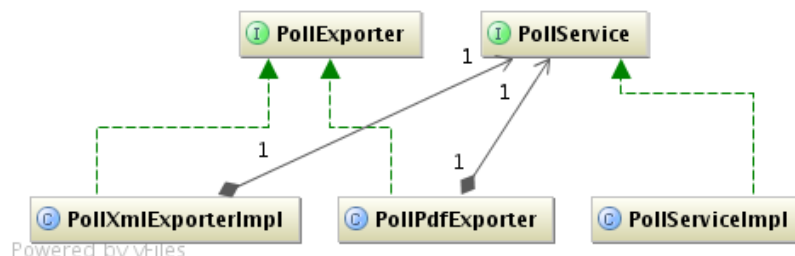 I PollExporter
I PollService
1
1
1
1
C PollXmlExporterImpl
C PollPdfExporter
C PollServiceImpl
Powered by yFiles